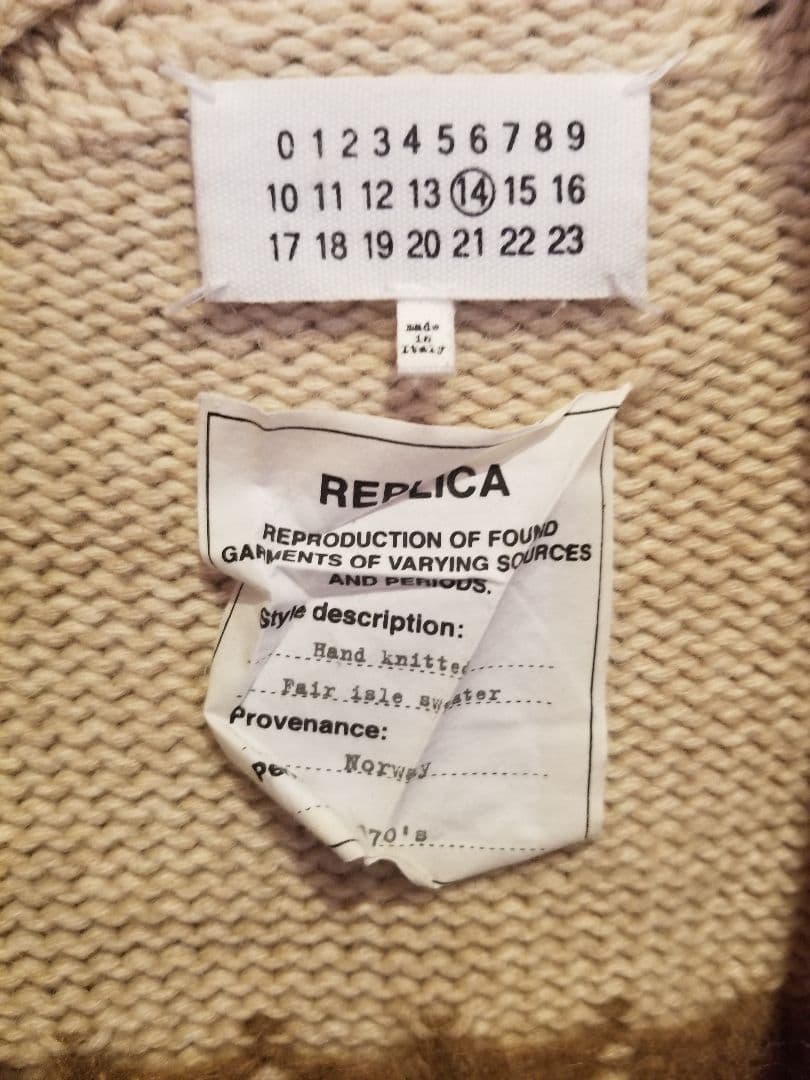 0 1 2 3 4 5 6 7 8 9
10 11 12 13 14 15 16
17 18 19 20 21 22 23
made
in
Italy
REPLICA
REPRODUCTION OF FOUND
GARMENTS OF VARYING SOURCES
AND PERIODS.
Style description:
Hand knitted
Fair isle sweater
Provenance:
Norway
70's